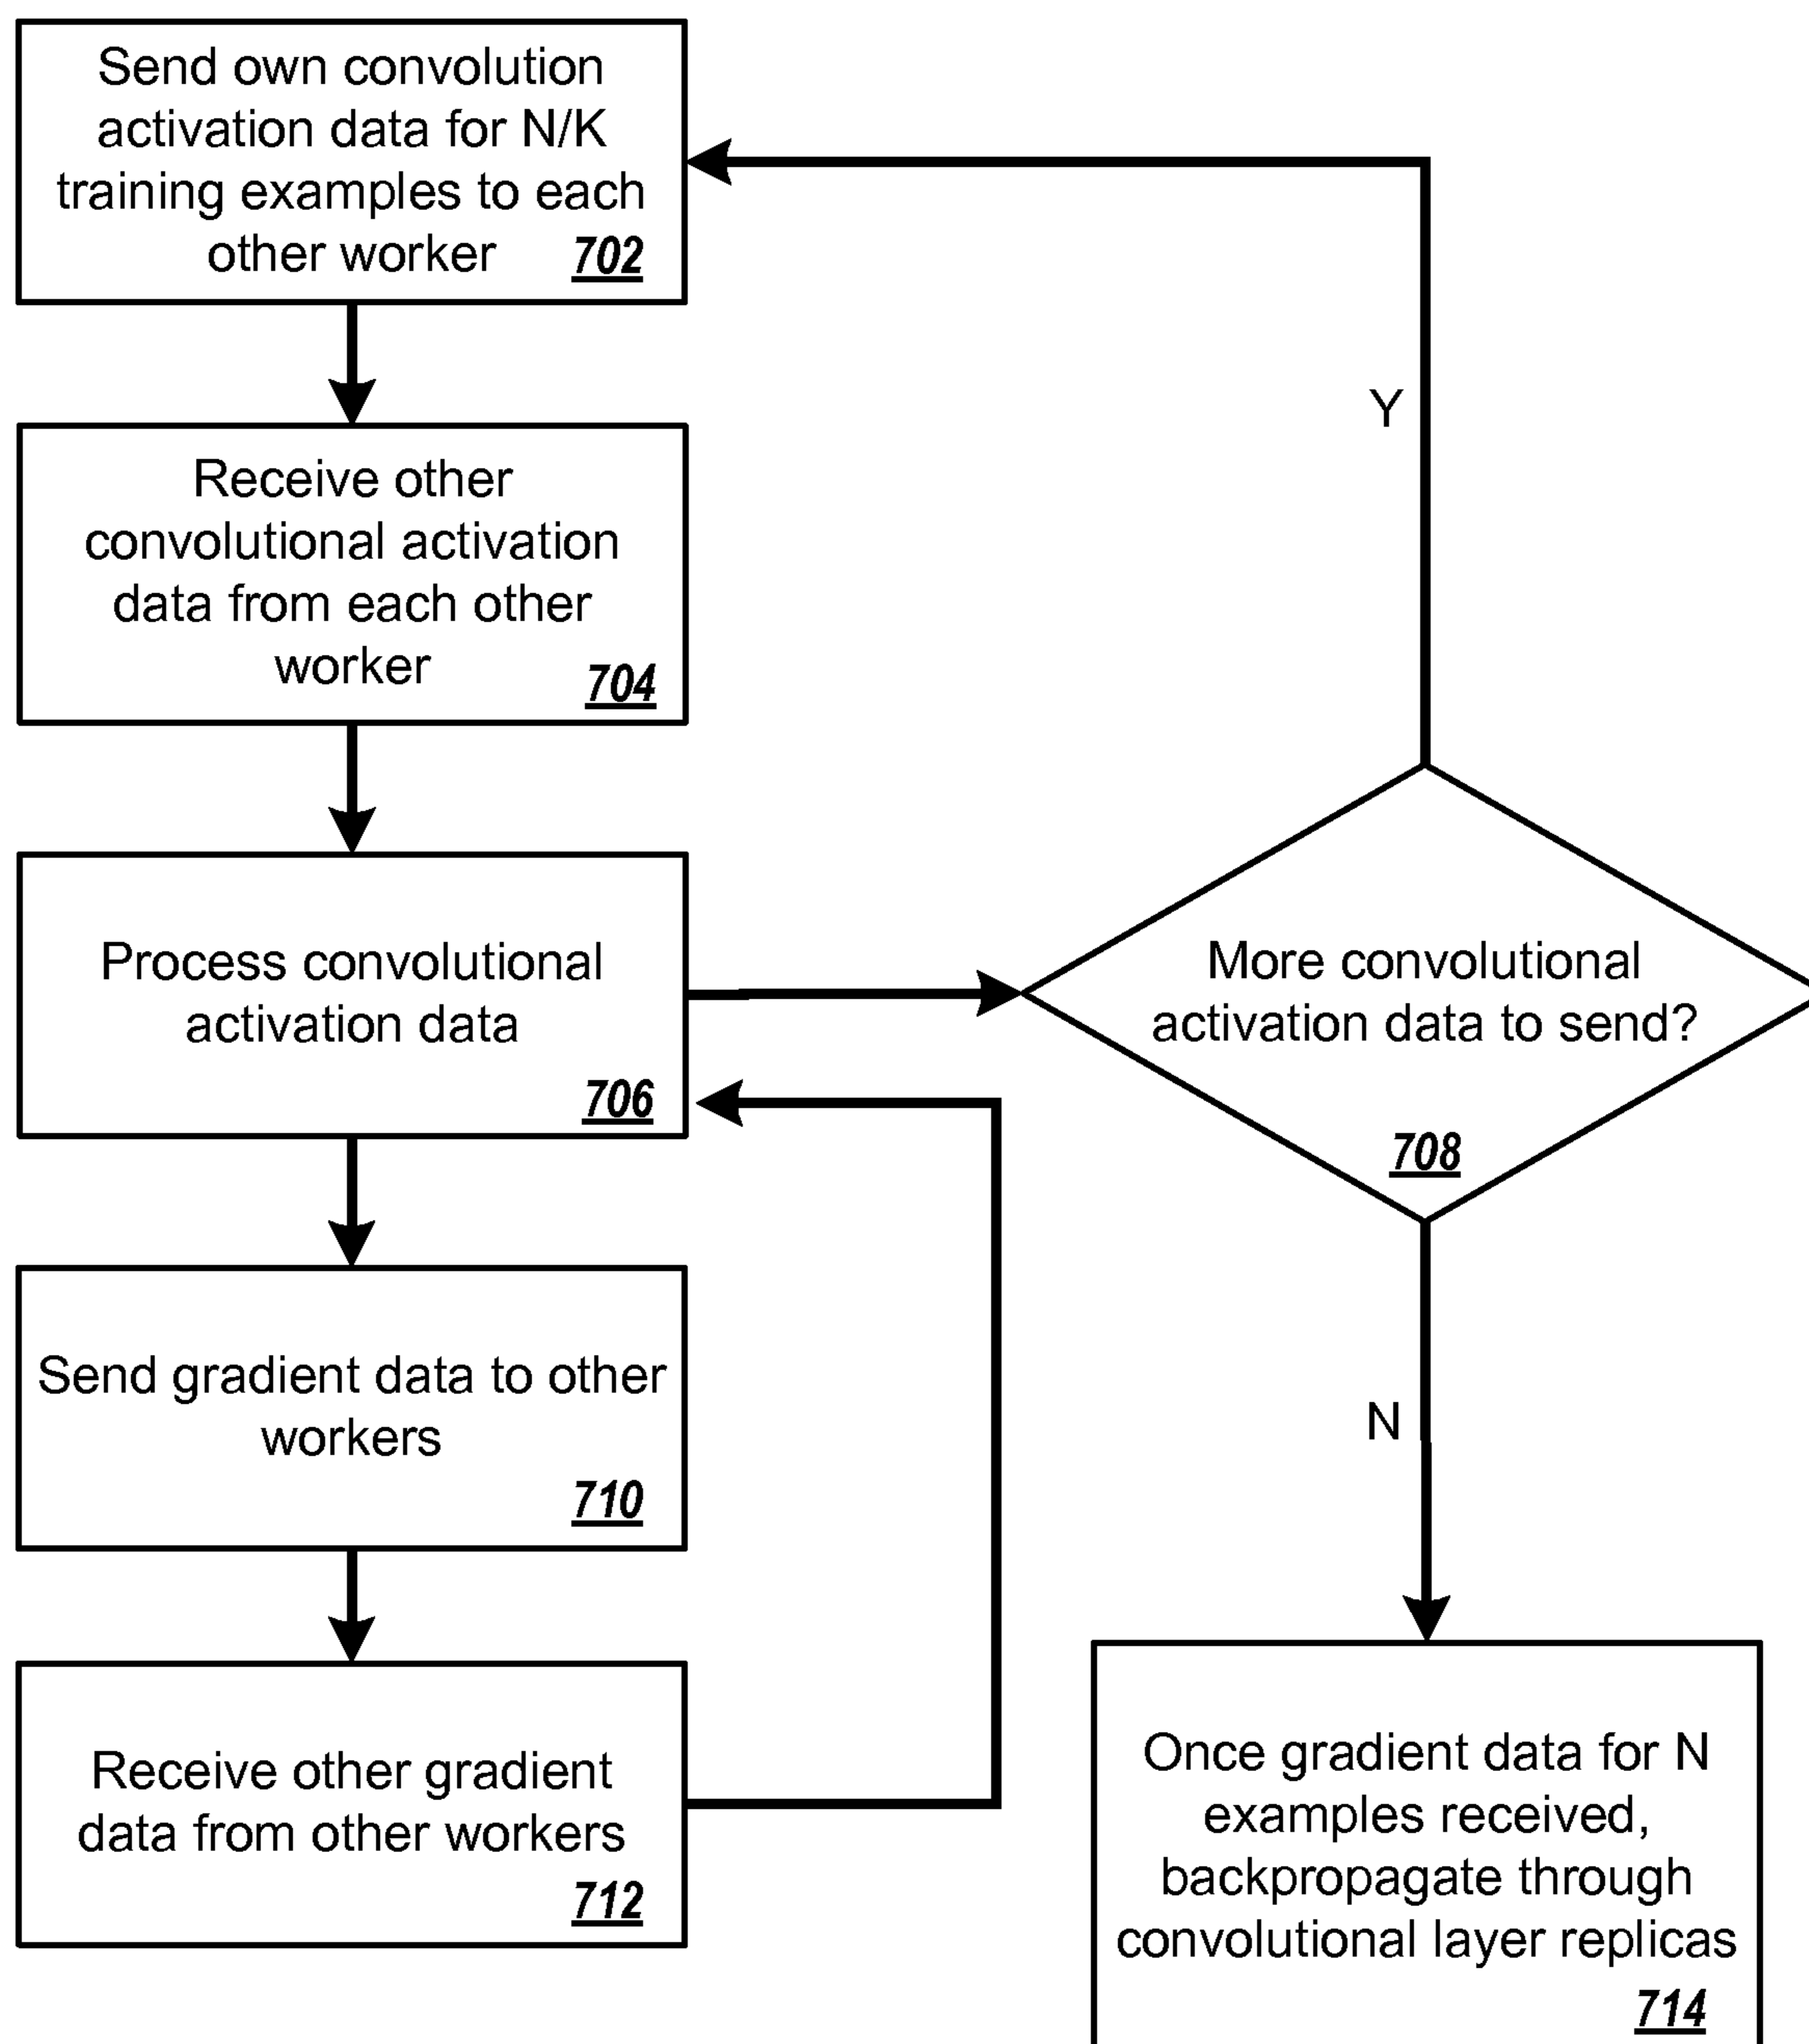 Send own convolution
activation data for N/K
training examples to each
other worker 702
Y
Receive other
convolutional activation
data from each other
worker 704
Process convolutional
activation data
706
More convolutional
activation data to send?
708
Send gradient data to other
workers
710
N
Receive other gradient
data from other workers
712
Once gradient data for N
examples received,
backpropagate through
convolutional layer replicas
714